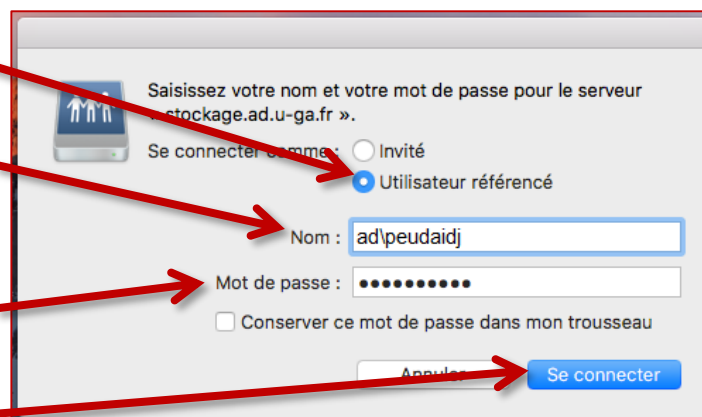 Saisissez votre nom et votre mot de passe pour le serveur
« stockage.ad.u-ga.fr ».
Se connecter comme : Invité
Utilisateur référencé
Nom : ad\peudaidj
Mot de passe : ••••••••••
Conserver ce mot de passe dans mon trousseau
Annuler Se connecter